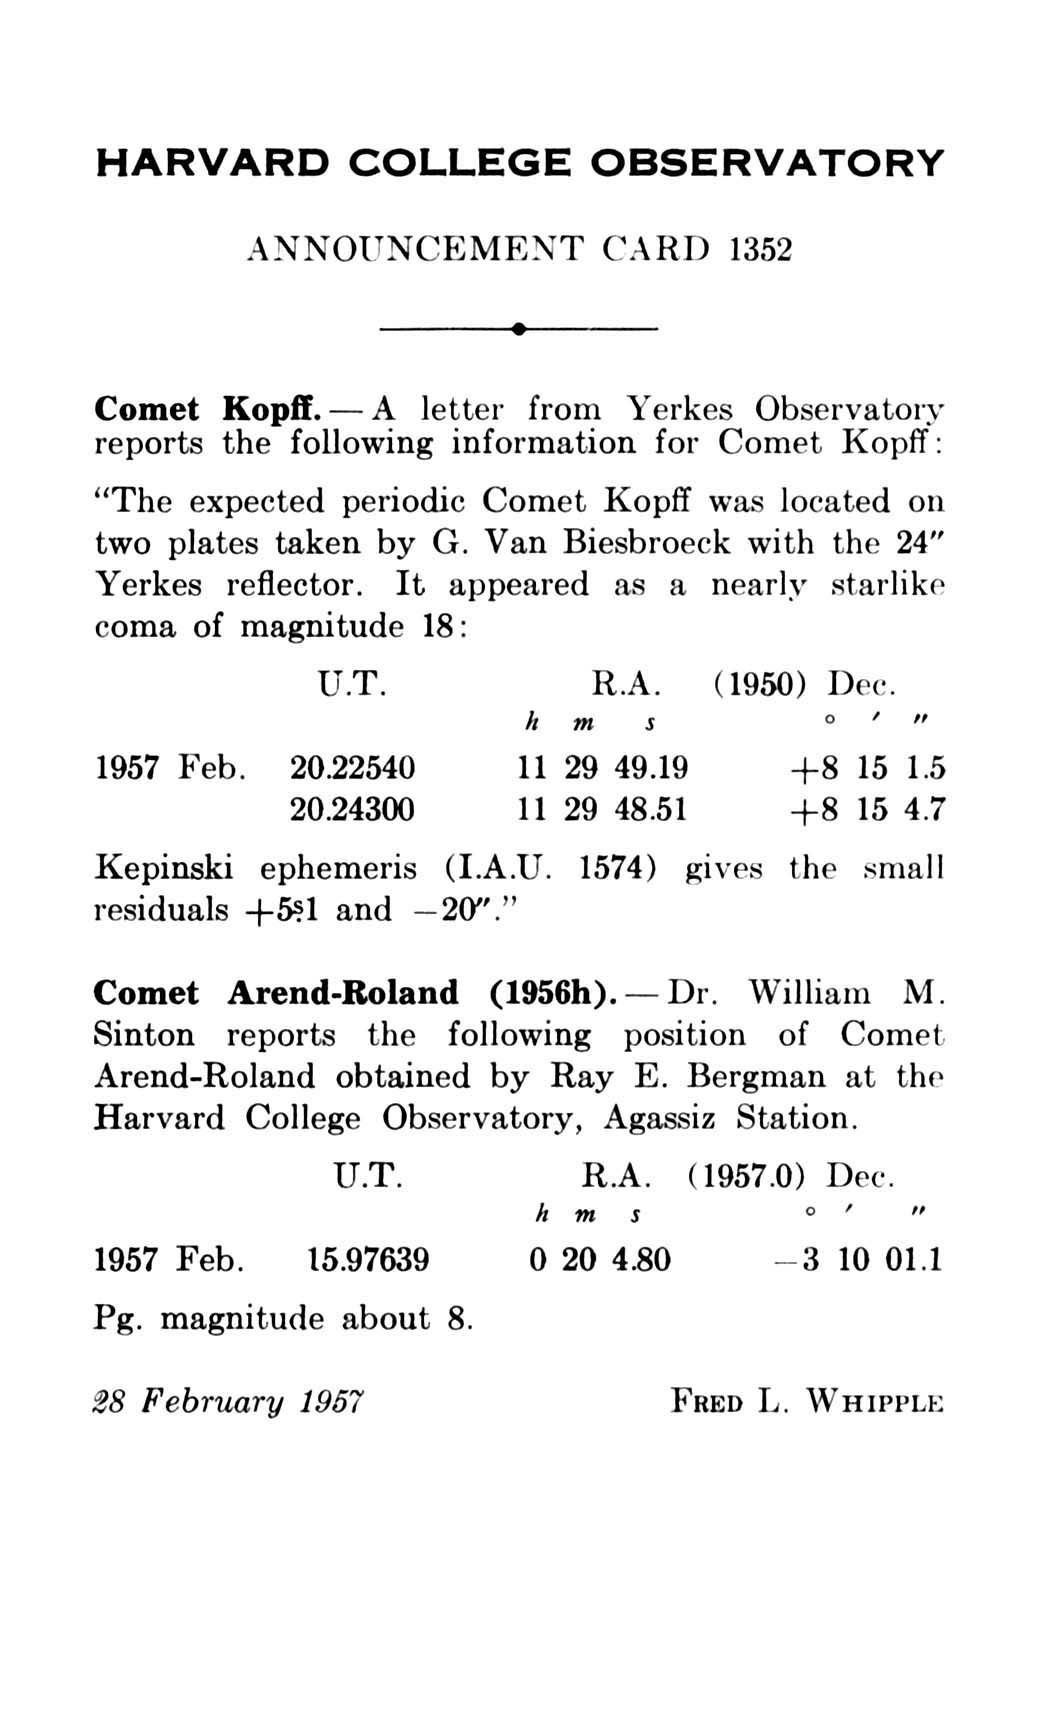 HARVARD COLLEGE OBSERVATORY
ANNOUNCEMENT CARD 1352
Comet Kopff. — A letter from Yerkes Observatory
reports the following information for Comet Kopff:
“The expected periodic Comet Kopff was located on
two plates taken by G. Van Biesbroeck with the 24″
Yerkes reflector. It appeared as a nearly starlike
coma of magnitude 18:
U.T. R.A. (1950) Dec.
h m s ° ′ ″
1957 Feb. 20.22540 11 29 49.19 +8 15 1.5
20.24300 11 29 48.51 +8 15 4.7
Kepinski ephemeris (I.A.U. 1574) gives the small
residuals +5ˢ.1 and −20″.”
Comet Arend-Roland (1956h). — Dr. William M.
Sinton reports the following position of Comet
Arend-Roland obtained by Ray E. Bergman at the
Harvard College Observatory, Agassiz Station.
U.T. R.A. (1957.0) Dec.
h m s ° ′ ″
1957 Feb. 15.97639 0 20 4.80 −3 10 01.1
Pg. magnitude about 8.
28 February 1957 FRED L. WHIPPLE